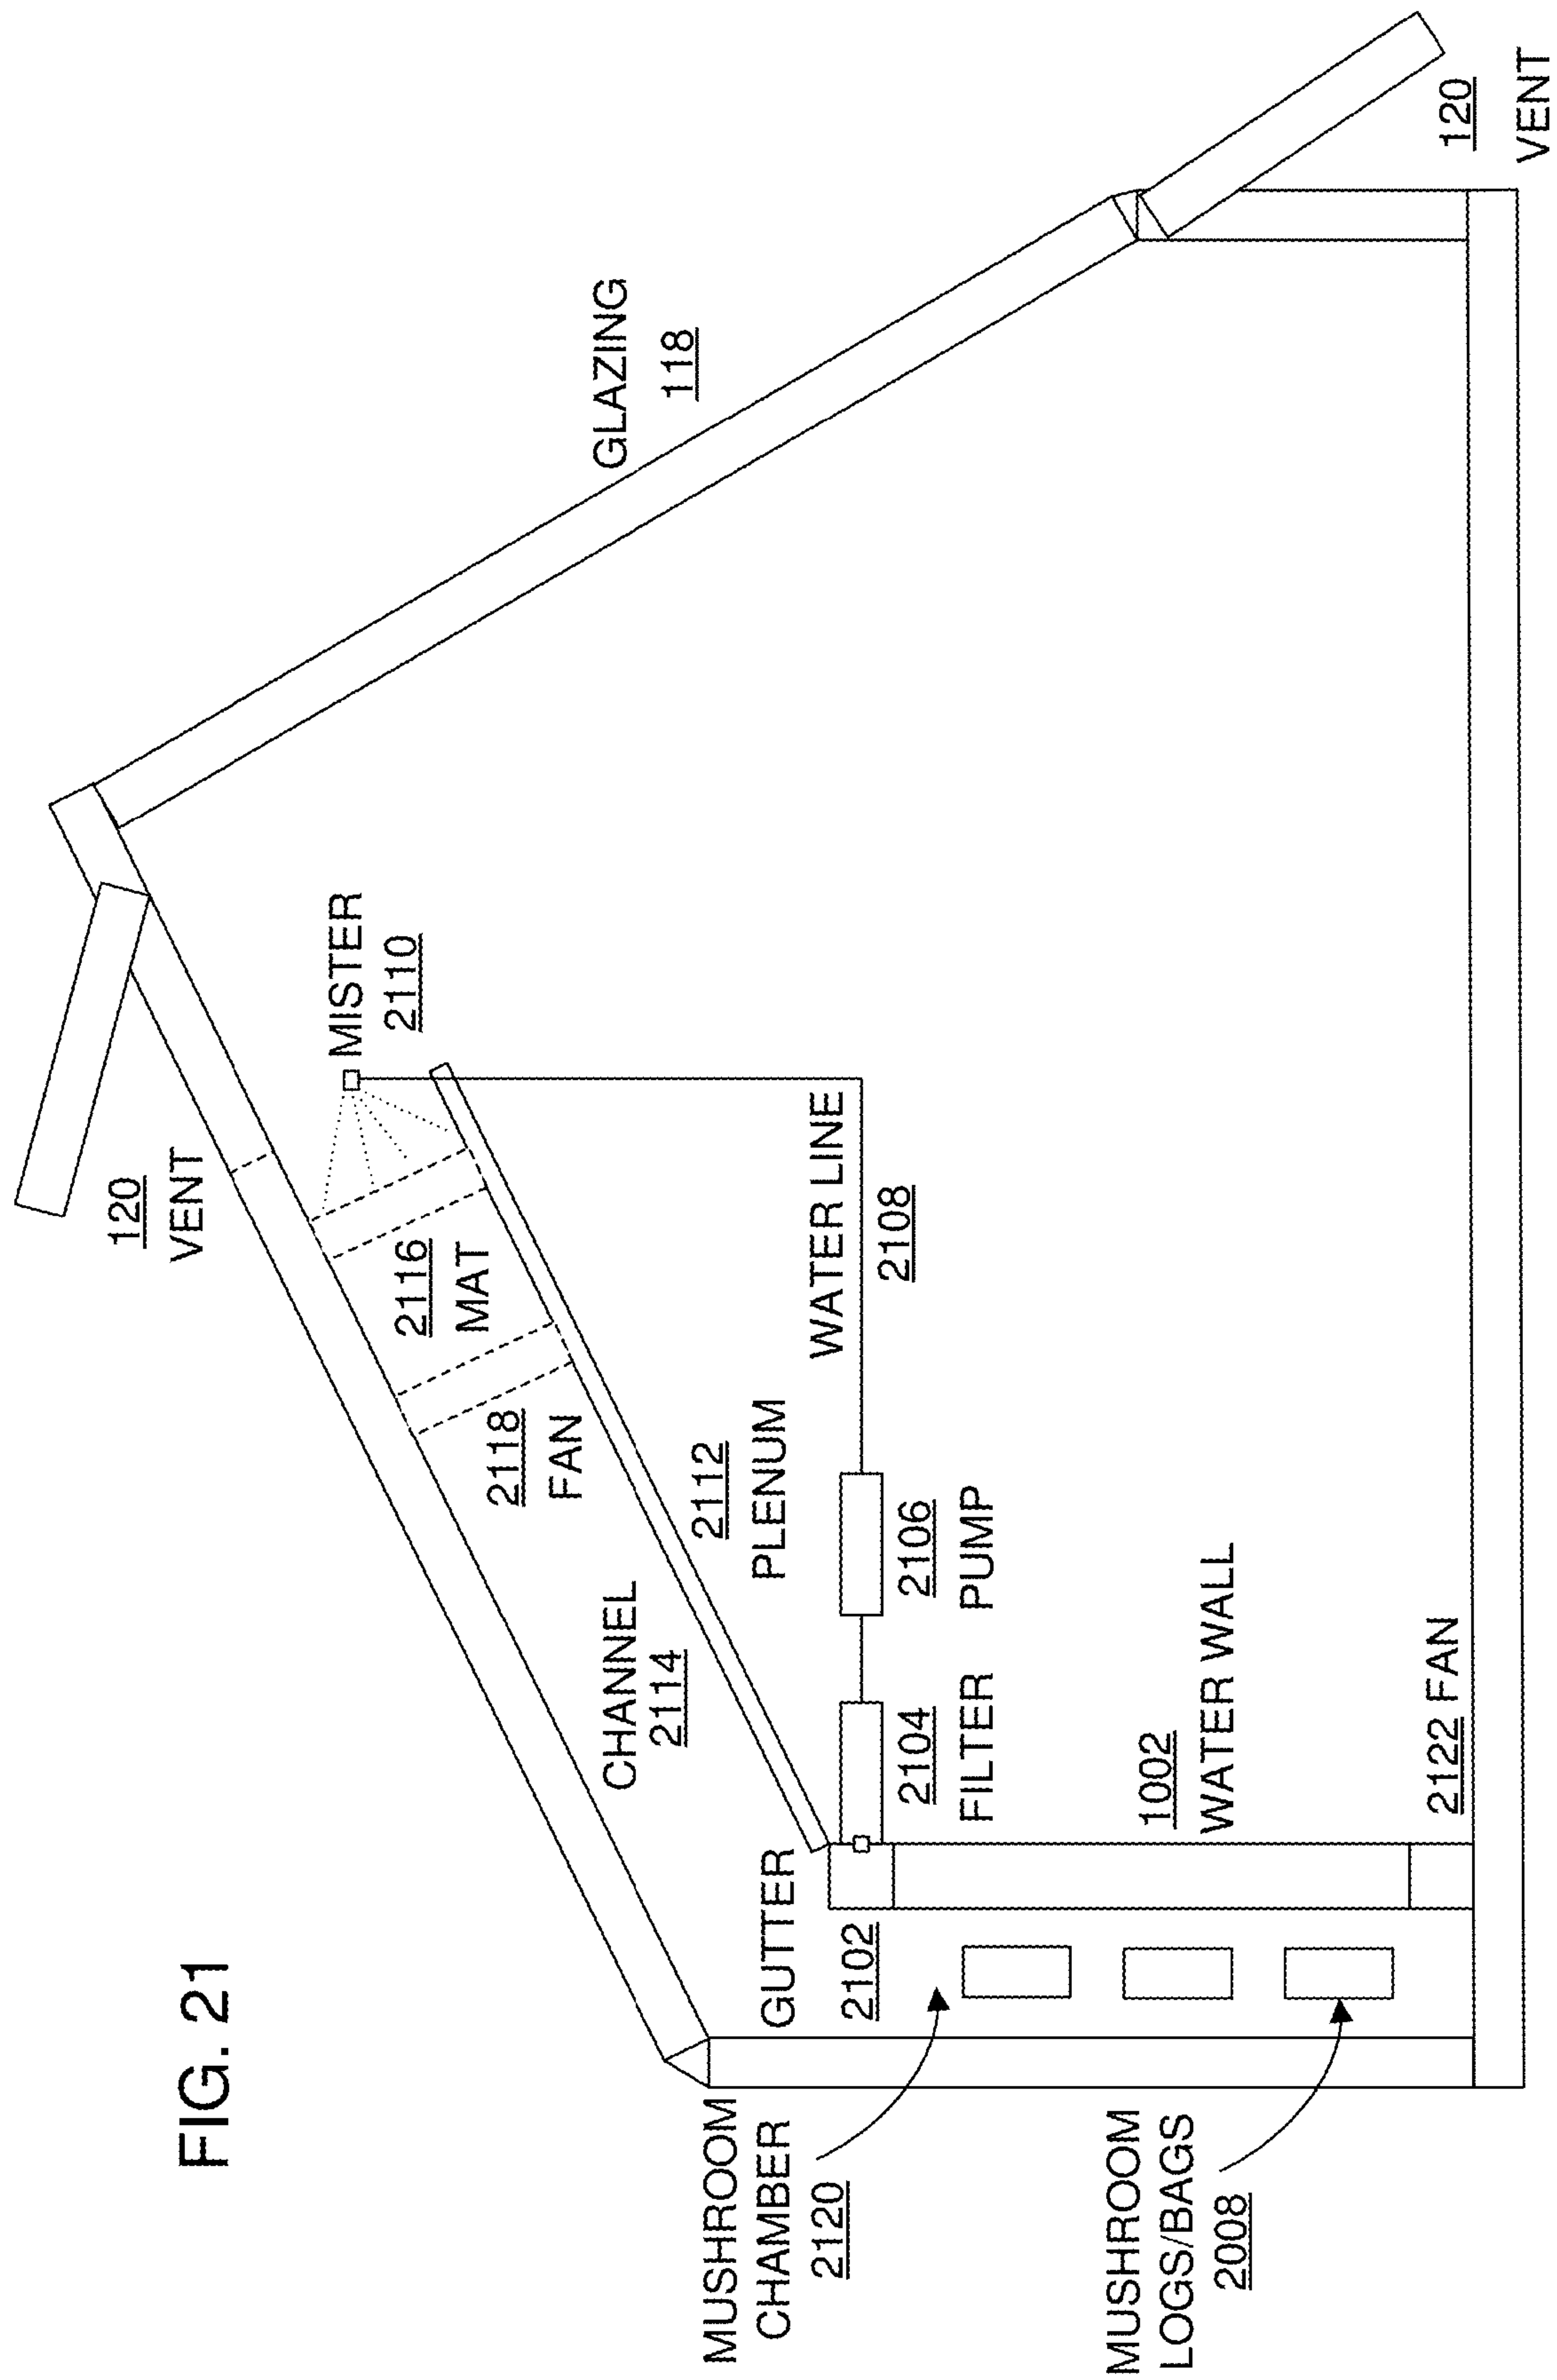 FIG. 21
120
VENT
MISTER
2110
GLAZING
118
2116
MAT
2118
FAN
CHANNEL
2114
2112
PLENUM
WATER LINE
2108
GUTTER
2102
2104
FILTER
2106
PUMP
MUSHROOM
CHAMBER
2120
1002
WATER WALL
MUSHROOM
LOGS/BAGS
2008
2122 FAN
120
VENT